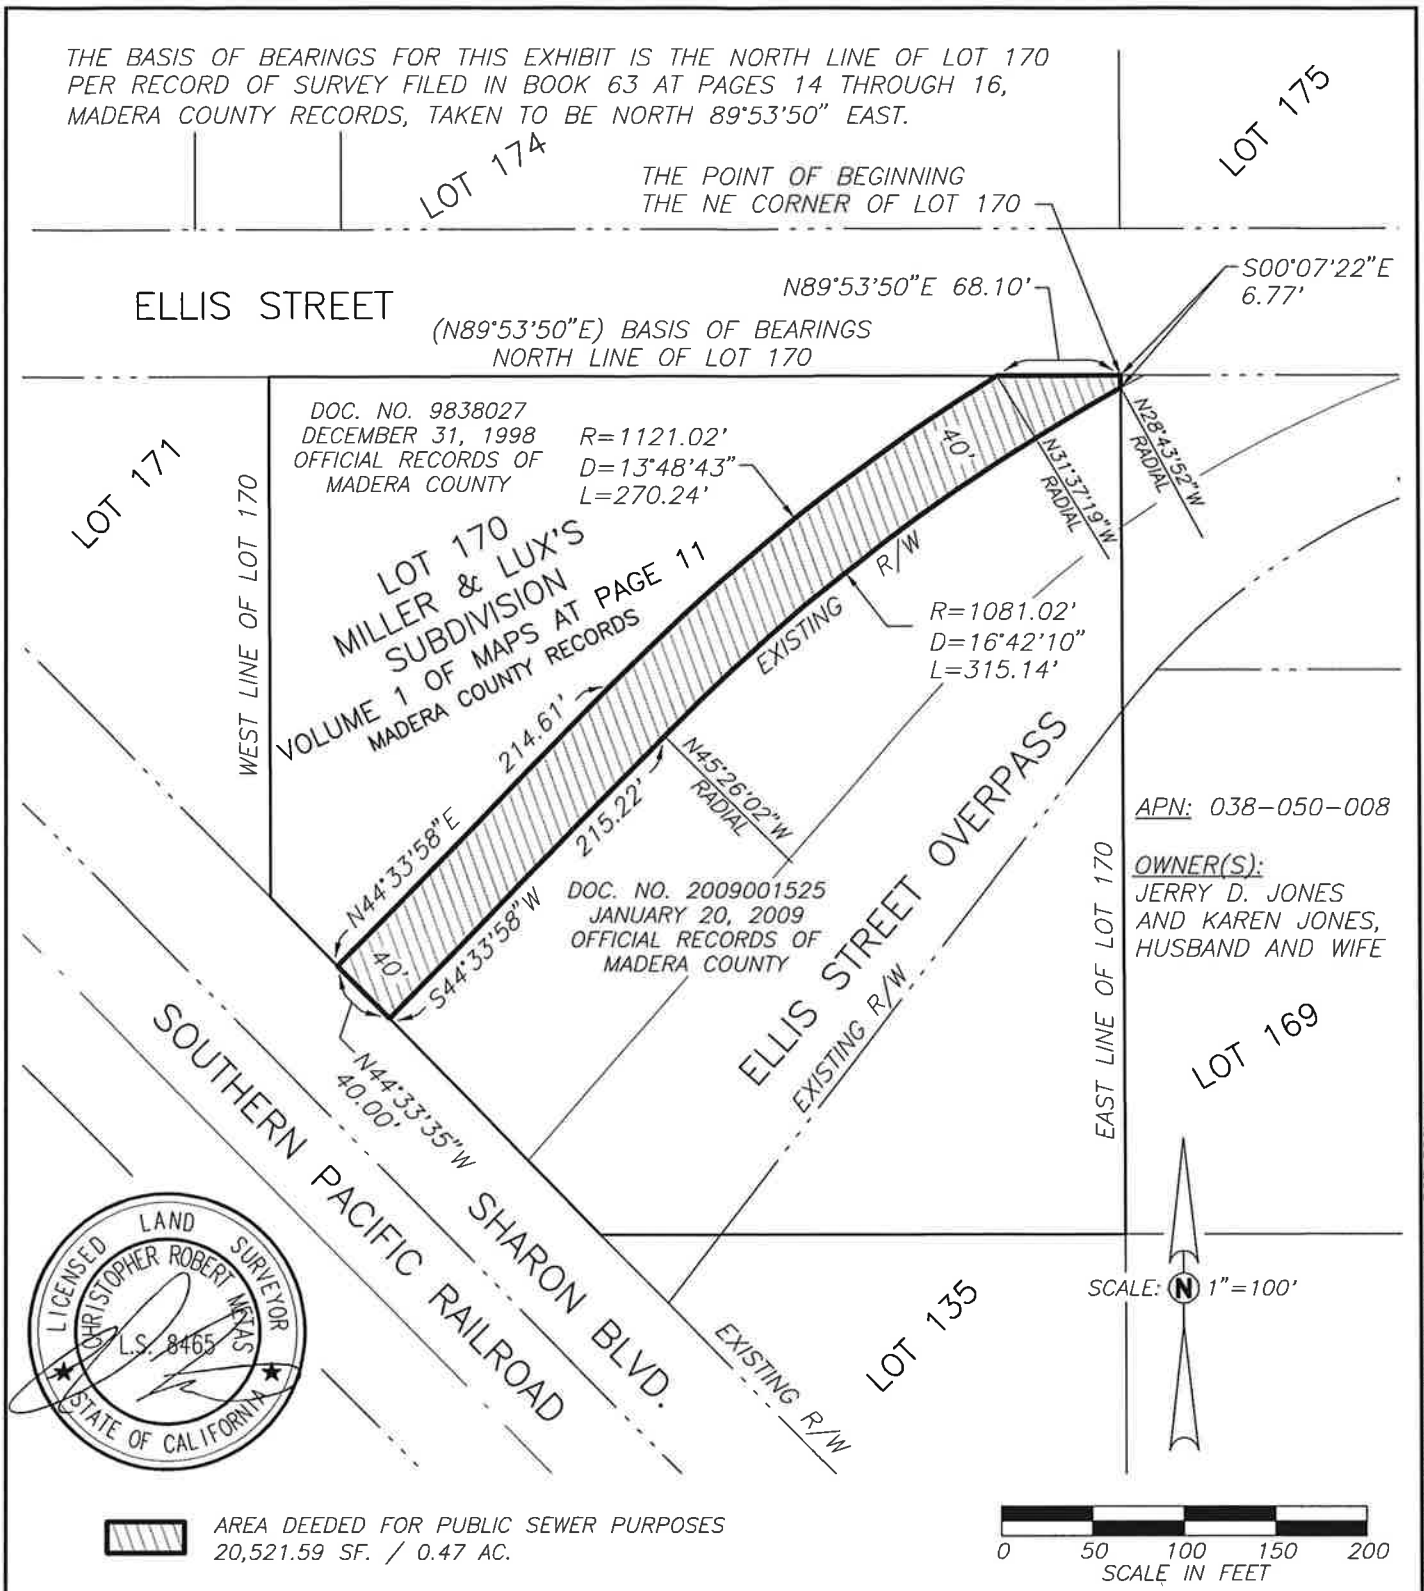 THE BASIS OF BEARINGS FOR THIS EXHIBIT IS THE NORTH LINE OF LOT 170
PER RECORD OF SURVEY FILED IN BOOK 63 AT PAGES 14 THROUGH 16,
MADERA COUNTY RECORDS, TAKEN TO BE NORTH 89°53'50" EAST.
LOT 174
LOT 175
THE POINT OF BEGINNING
THE NE CORNER OF LOT 170
ELLIS STREET
N89°53'50"E 68.10'
S00°07'22"E
6.77'
(N89°53'50"E) BASIS OF BEARINGS
NORTH LINE OF LOT 170
LOT 171
WEST LINE OF LOT 170
DOC. NO. 9838027
DECEMBER 31, 1998
OFFICIAL RECORDS OF
MADERA COUNTY
R=1121.02'
D=13°48'43"
L=270.24'
40'
N31°37'19"W
RADIAL
N28°43'52"W
RADIAL
LOT 170
MILLER & LUX'S
SUBDIVISION
VOLUME 1 OF MAPS AT PAGE 11
MADERA COUNTY RECORDS
EXISTING R/W
R=1081.02'
D=16°42'10"
L=315.14'
214.61'
N44°33'58"E
215.22'
S44°33'58"W
N45°26'02"W
RADIAL
40'
N44°33'35"W
40.00'
DOC. NO. 2009001525
JANUARY 20, 2009
OFFICIAL RECORDS OF
MADERA COUNTY
ELLIS STREET OVERPASS
EXISTING R/W
EAST LINE OF LOT 170
APN: 038-050-008
OWNER(S):
JERRY D. JONES
AND KAREN JONES,
HUSBAND AND WIFE
LOT 169
SOUTHERN PACIFIC RAILROAD
SHARON BLVD.
EXISTING R/W
LOT 135
SCALE: N 1"=100'
LICENSED LAND SURVEYOR
CHRISTOPHER ROBERT METAS
L.S. 8465
STATE OF CALIFORNIA
AREA DEEDED FOR PUBLIC SEWER PURPOSES
20,521.59 SF. / 0.47 AC.
0 50 100 150 200
SCALE IN FEET